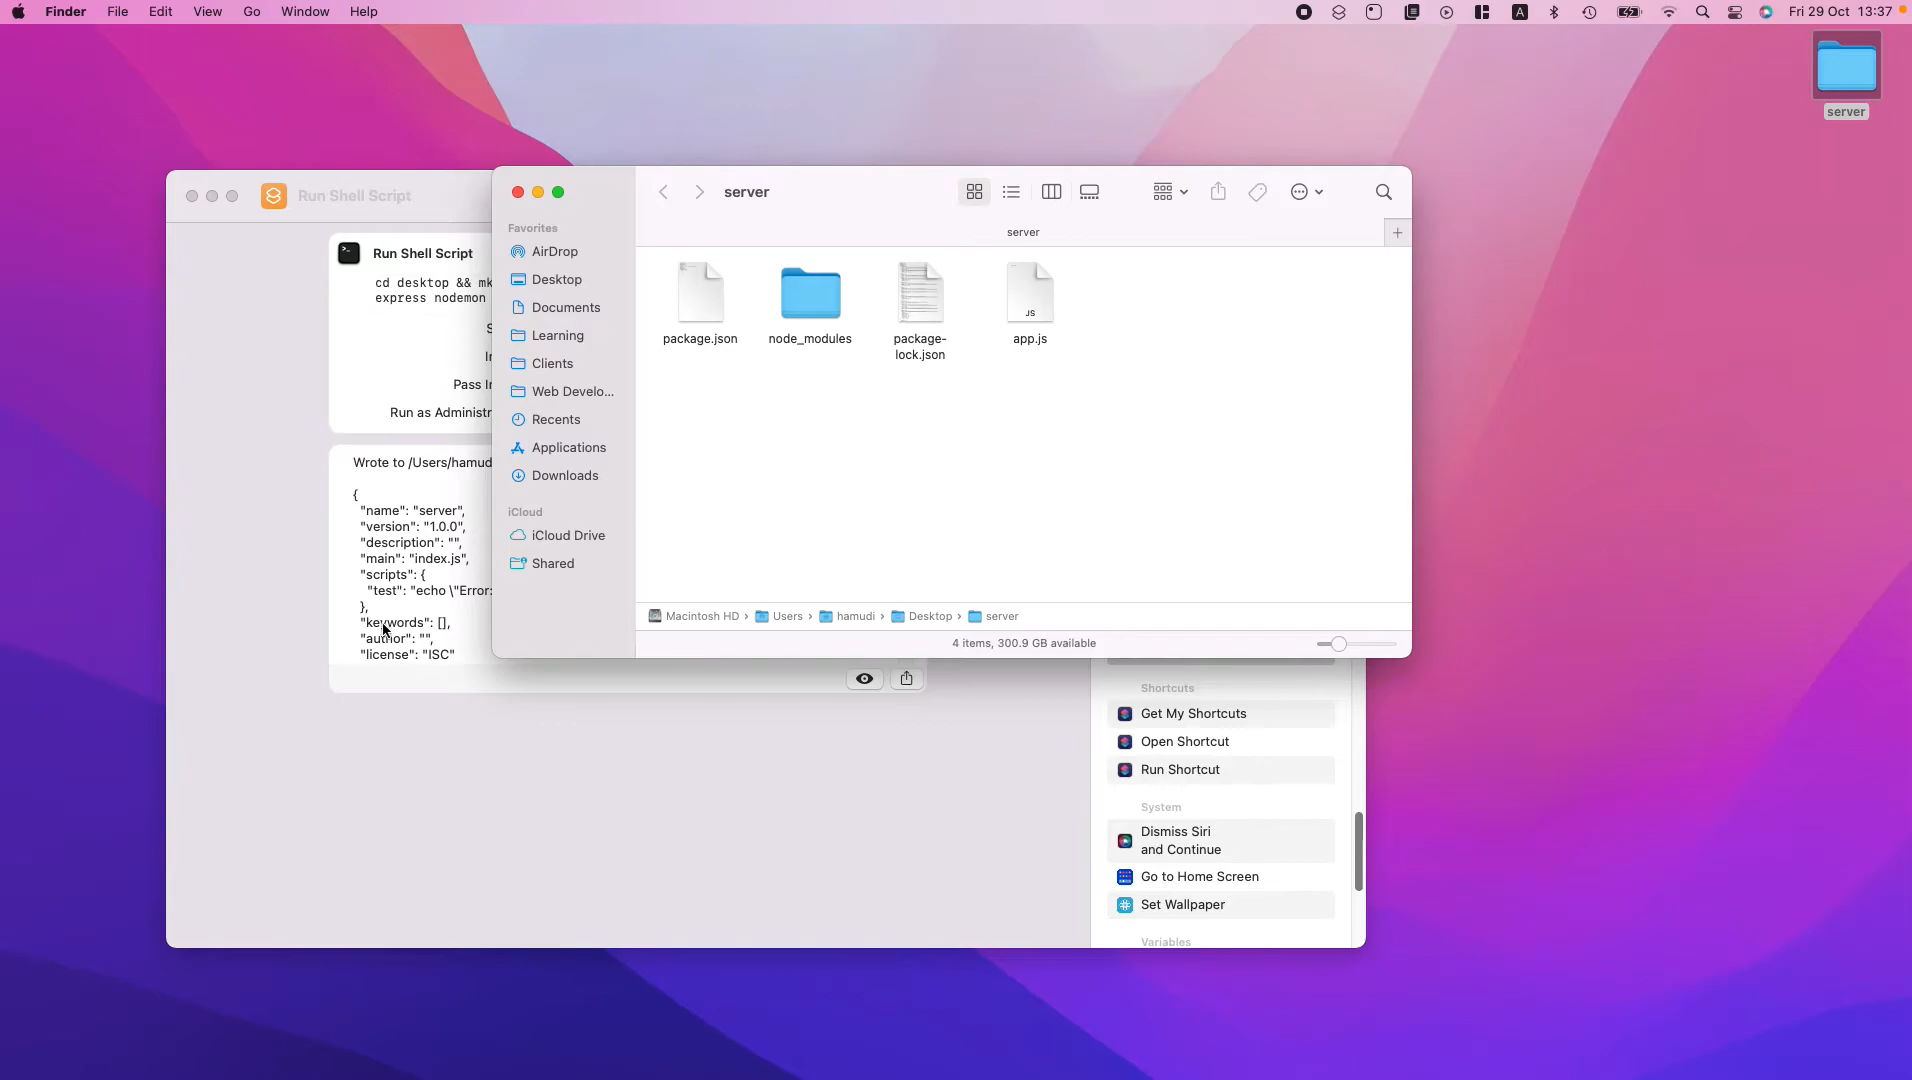 Finder File Edit View Go Window Help
A Fri 29 Oct 13:37
server
Run Shell Script
Run Shell Script
cd desktop && mk
express nodemon
S
Pass In
Run as Administr
Wrote to /Users/hamud
{
"name": "server",
"version": "1.0.0",
"description": "",
"main": "index.js",
"scripts": {
"test": "echo \"Error:
},
"keywords": [],
"author": "",
"license": "ISC"
Favorites
AirDrop
Desktop
Documents
Learning
Clients
Web Develo...
Recents
Applications
Downloads
iCloud
iCloud Drive
Shared
server
server
package.json
node_modules
package-
lock.json
JS
app.js
Macintosh HD › Users › hamudi › Desktop › server
4 items, 300.9 GB available
Shortcuts
Get My Shortcuts
Open Shortcut
Run Shortcut
System
Dismiss Siri
and Continue
Go to Home Screen
Set Wallpaper
Variables